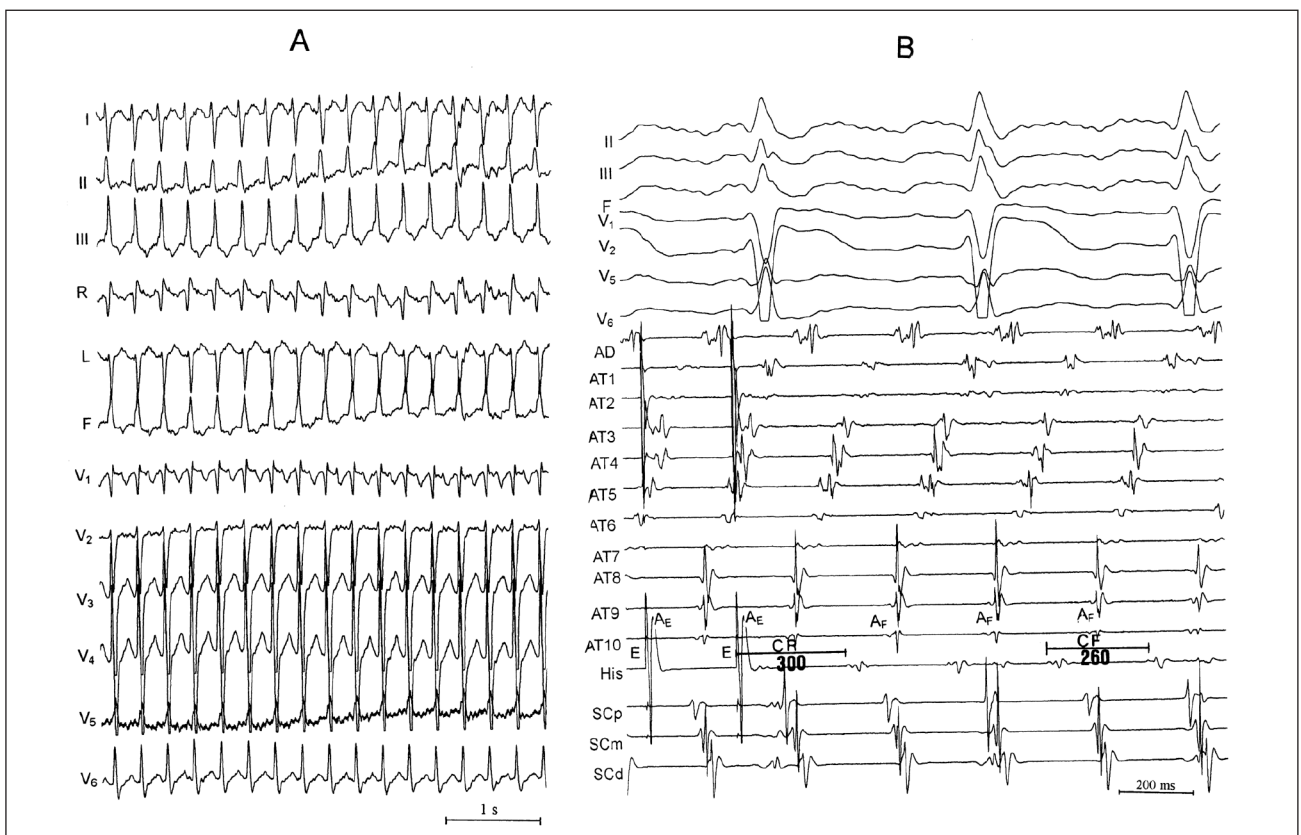 A
I
II
III
R
L
F
V1
V2
V3
V4
V5
V6
1 s
B
II
III
F
V1
V2
V5
V6
AD
AT1
AT2
AT3
AT4
AT5
AT6
AT7
AT8
AT9
AE AE AF AF AF
AT10
E E CR CF
300 260
His
SCp
SCm
SCd
200 ms